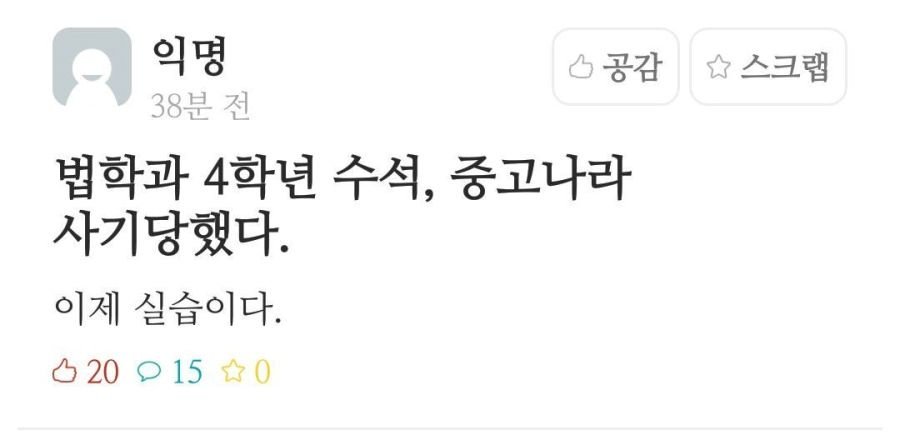 익명
38분 전
공감
스크랩
법학과 4학년 수석, 중고나라
사기당했다.
이제 실습이다.
20 15 0